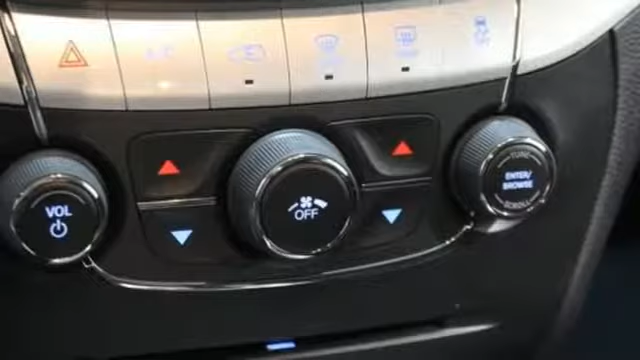 A/C
VOL
OFF
TUNE
ENTER/
BROWSE
SCROLL